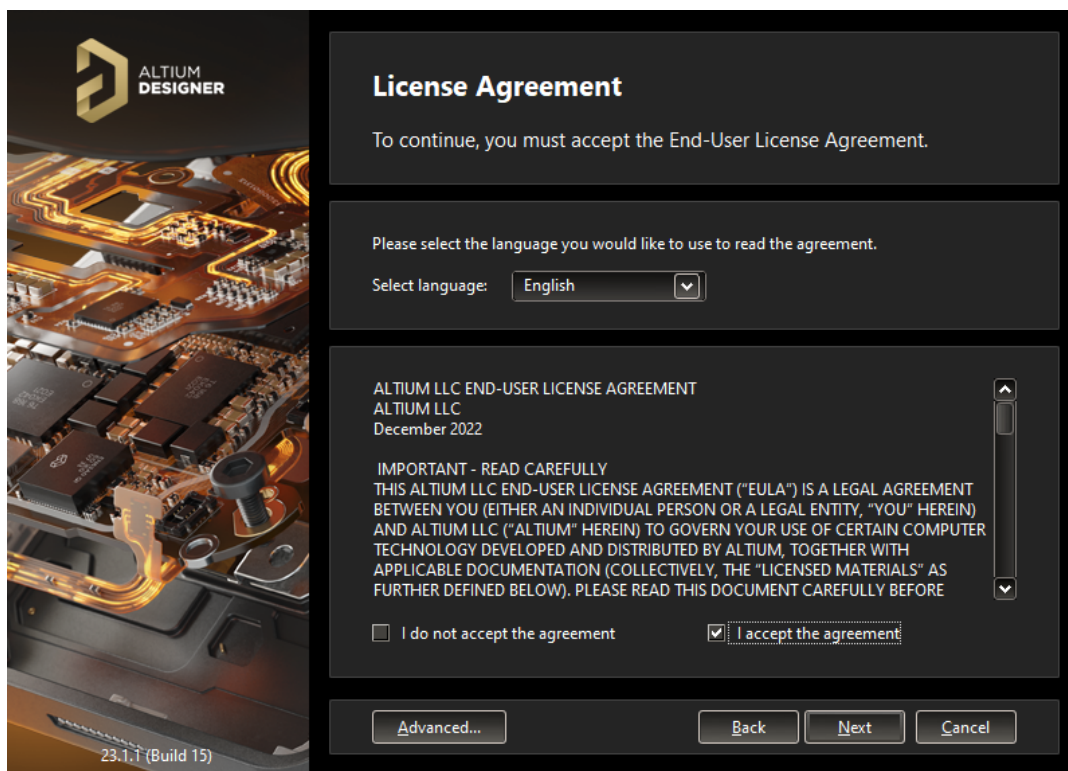 ALTIUM
DESIGNER
License Agreement
To continue, you must accept the End-User License Agreement.
Please select the language you would like to use to read the agreement.
Select language: English
ALTIUM LLC END-USER LICENSE AGREEMENT
ALTIUM LLC
December 2022
IMPORTANT - READ CAREFULLY
THIS ALTIUM LLC END-USER LICENSE AGREEMENT (“EULA”) IS A LEGAL AGREEMENT
BETWEEN YOU (EITHER AN INDIVIDUAL PERSON OR A LEGAL ENTITY, “YOU” HEREIN)
AND ALTIUM LLC (“ALTIUM” HEREIN) TO GOVERN YOUR USE OF CERTAIN COMPUTER
TECHNOLOGY DEVELOPED AND DISTRIBUTED BY ALTIUM, TOGETHER WITH
APPLICABLE DOCUMENTATION (COLLECTIVELY, THE “LICENSED MATERIALS” AS
FURTHER DEFINED BELOW). PLEASE READ THIS DOCUMENT CAREFULLY BEFORE
I do not accept the agreement I accept the agreement
Advanced... Back Next Cancel
23.1.1 (Build 15)